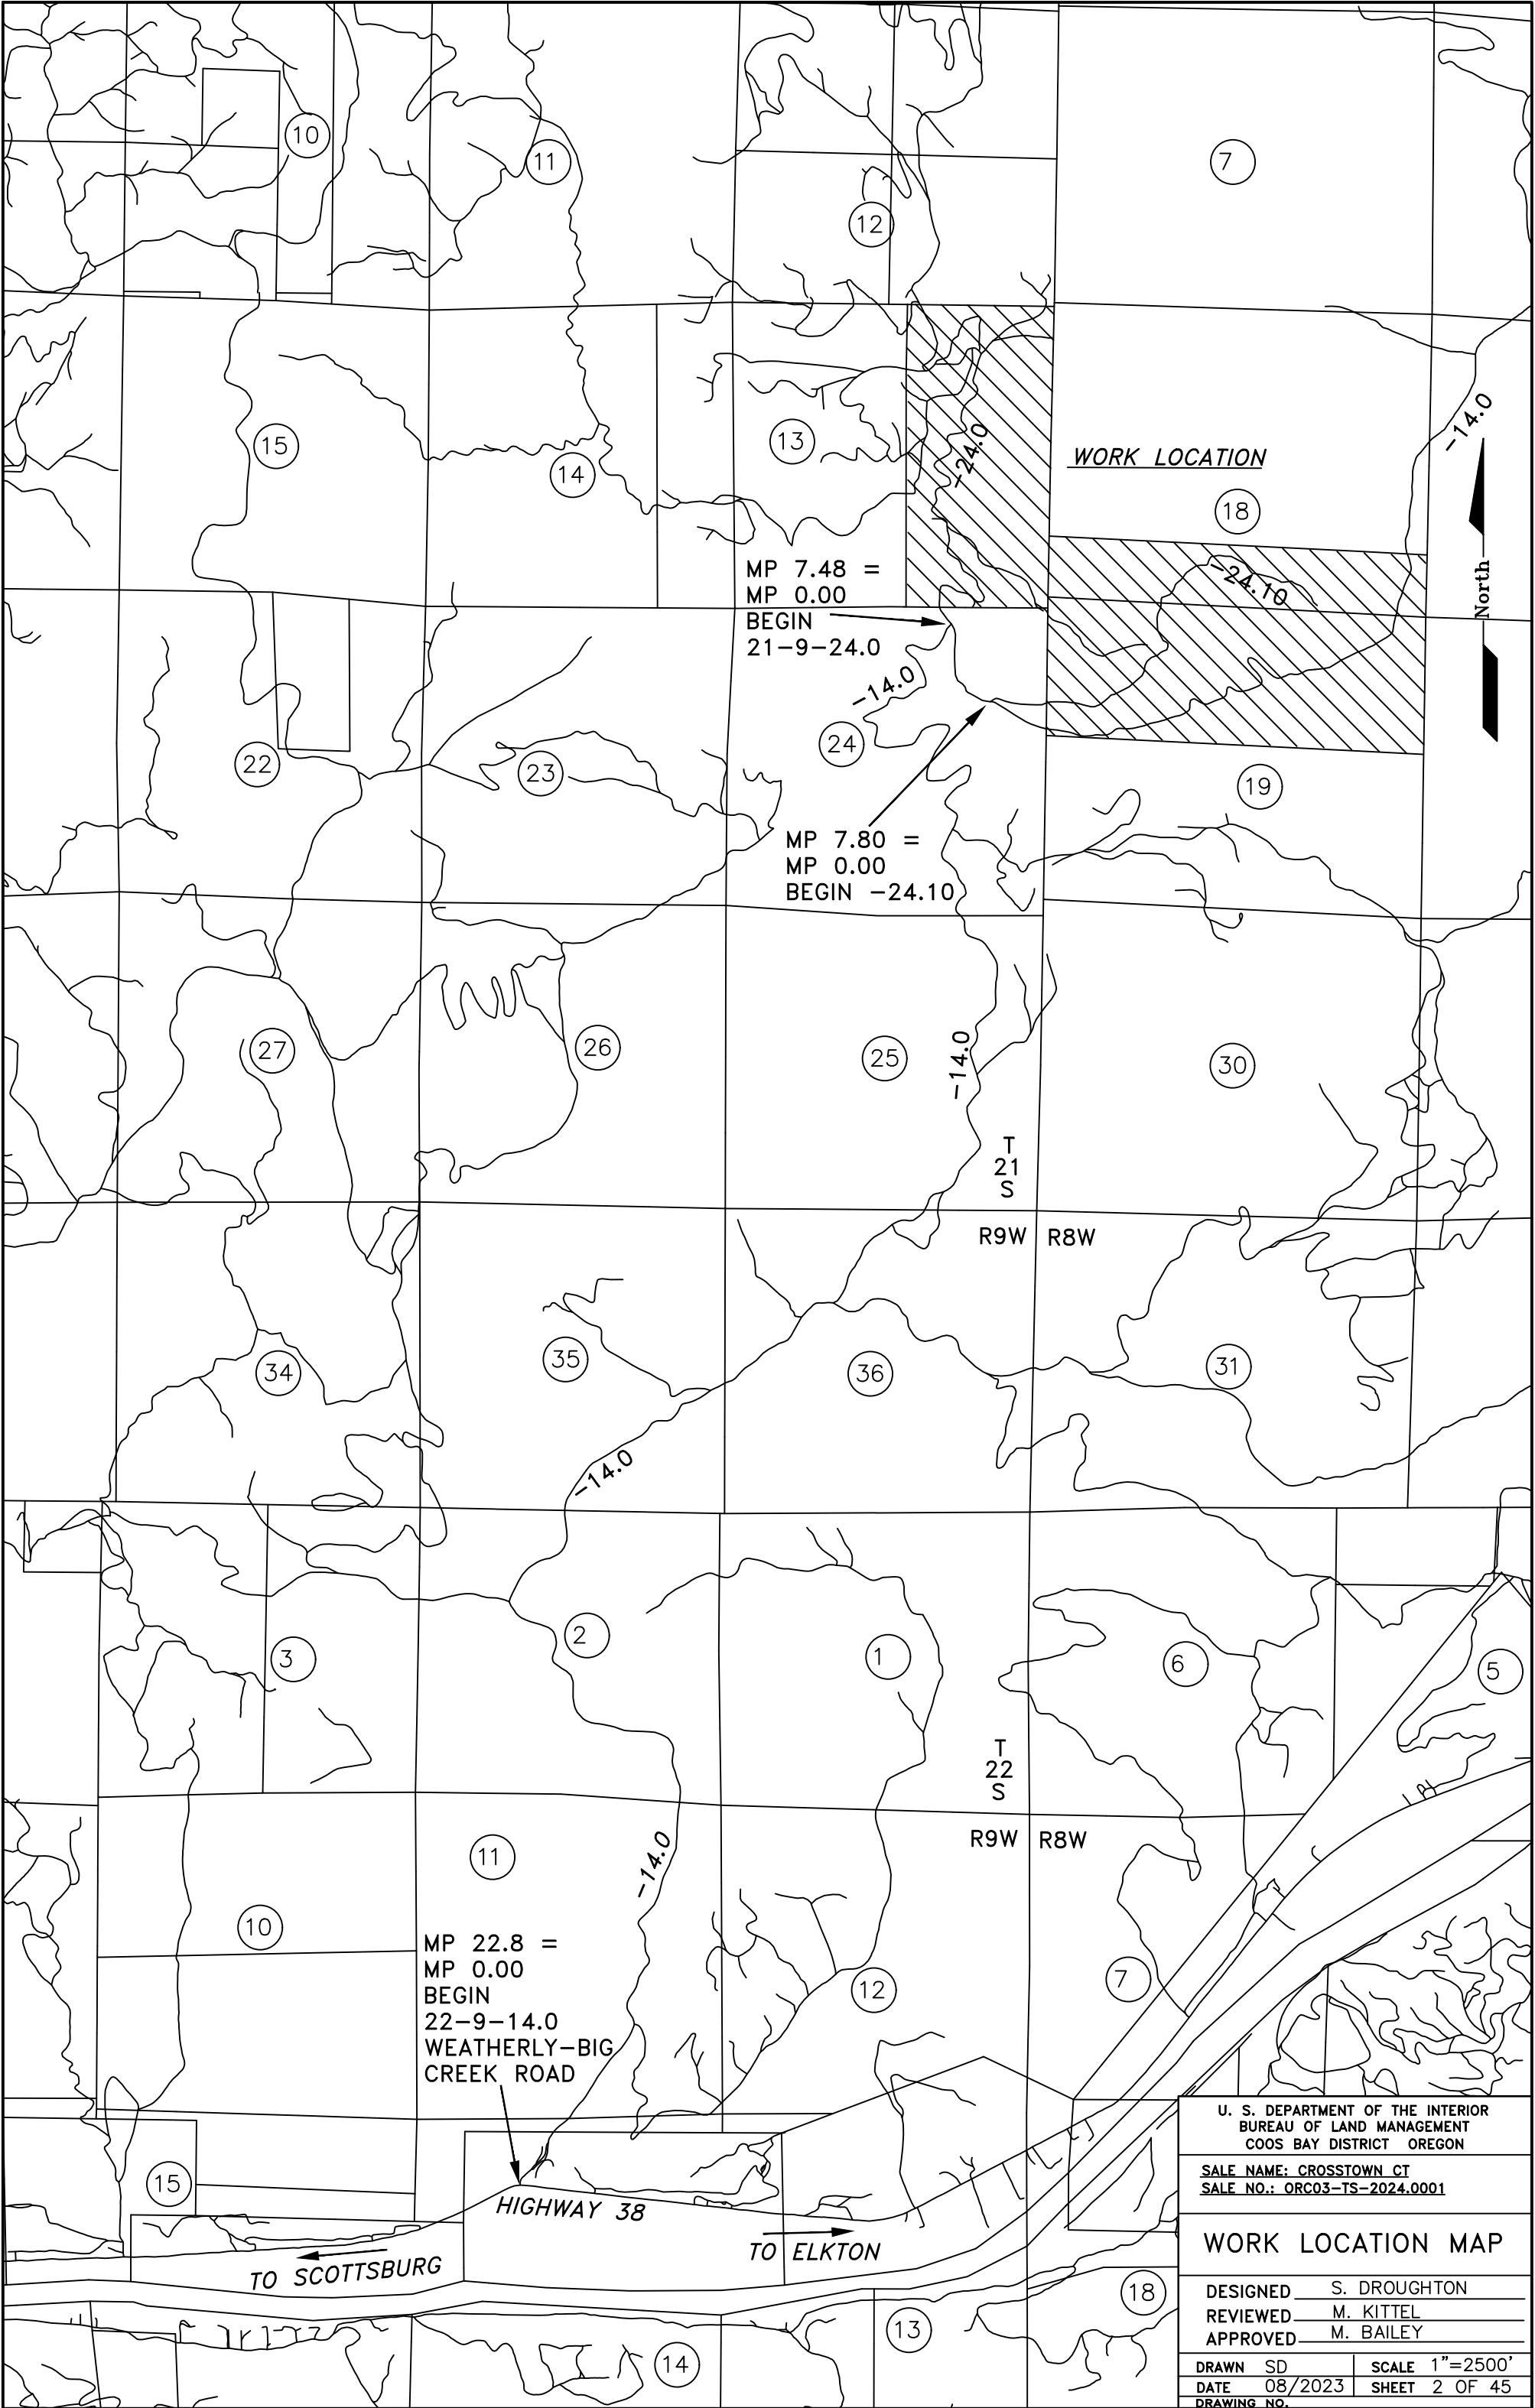 10
11
7
12
-14.0
15
14
13
-24.0
WORK LOCATION
18
North
MP 7.48 =
MP 0.00
BEGIN
21-9-24.0
-24.10
-14.0
24
22
23
19
MP 7.80 =
MP 0.00
BEGIN -24.10
27
26
25
-14.0
30
T
21
S
R9W R8W
34
35
36
31
-14.0
3
2
1
6
5
T
22
S
R9W R8W
11
-14.0
10
MP 22.8 =
MP 0.00
BEGIN
22-9-14.0
WEATHERLY-BIG
CREEK ROAD
12
7
15
HIGHWAY 38
TO SCOTTSBURG
TO ELKTON
18
13
14
U. S. DEPARTMENT OF THE INTERIOR
BUREAU OF LAND MANAGEMENT
COOS BAY DISTRICT OREGON
SALE NAME: CROSSTOWN CT
SALE NO.: ORC03-TS-2024.0001
WORK LOCATION MAP
DESIGNED S. DROUGHTON
REVIEWED M. KITTEL
APPROVED M. BAILEY
DRAWN SD SCALE 1"=2500'
DATE 08/2023 SHEET 2 OF 45
DRAWING NO.